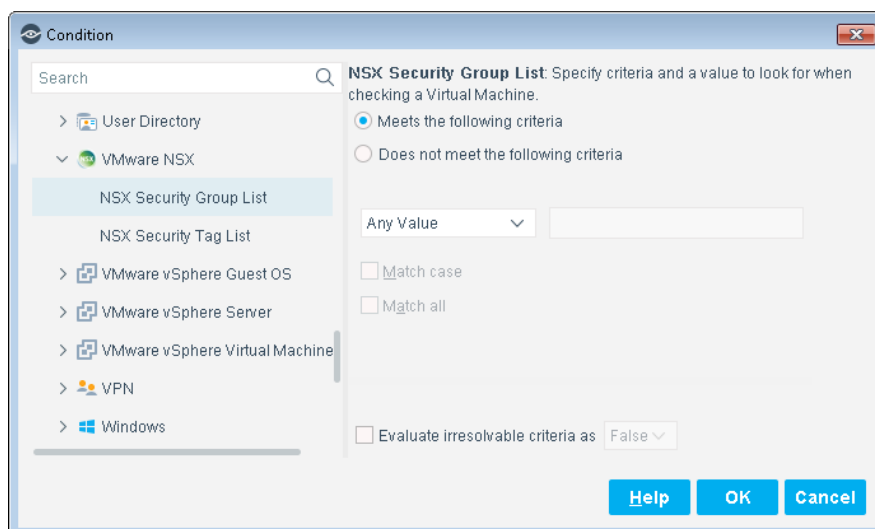 Condition
Search
User Directory
VMware NSX
NSX Security Group List
NSX Security Tag List
VMware vSphere Guest OS
VMware vSphere Server
VMware vSphere Virtual Machine
VPN
Windows
NSX Security Group List: Specify criteria and a value to look for when
checking a Virtual Machine.
Meets the following criteria
Does not meet the following criteria
Any Value
Match case
Match all
Evaluate irresolvable criteria as False
Help OK Cancel